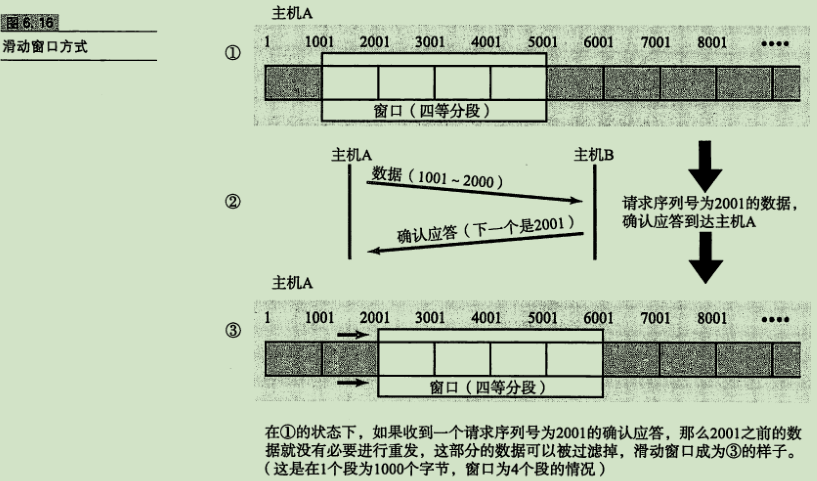 图6.16
滑动窗口方式
主机A
①
1 1001 2001 3001 4001 5001 6001 7001 8001 ••••
窗口（四等分段）
主机A
主机B
②
数据（1001～2000）
确认应答（下一个是2001）
请求序列号为2001的数据，
确认应答到达主机A
主机A
③
1 1001 2001 3001 4001 5001 6001 7001 8001 ••••
窗口（四等分段）
在①的状态下，如果收到一个请求序列号为2001的确认应答，那么2001之前的数
据就没有必要进行重发，这部分的数据可以被过滤掉，滑动窗口成为③的样子。
（这是在1个段为1000个字节，窗口为4个段的情况）